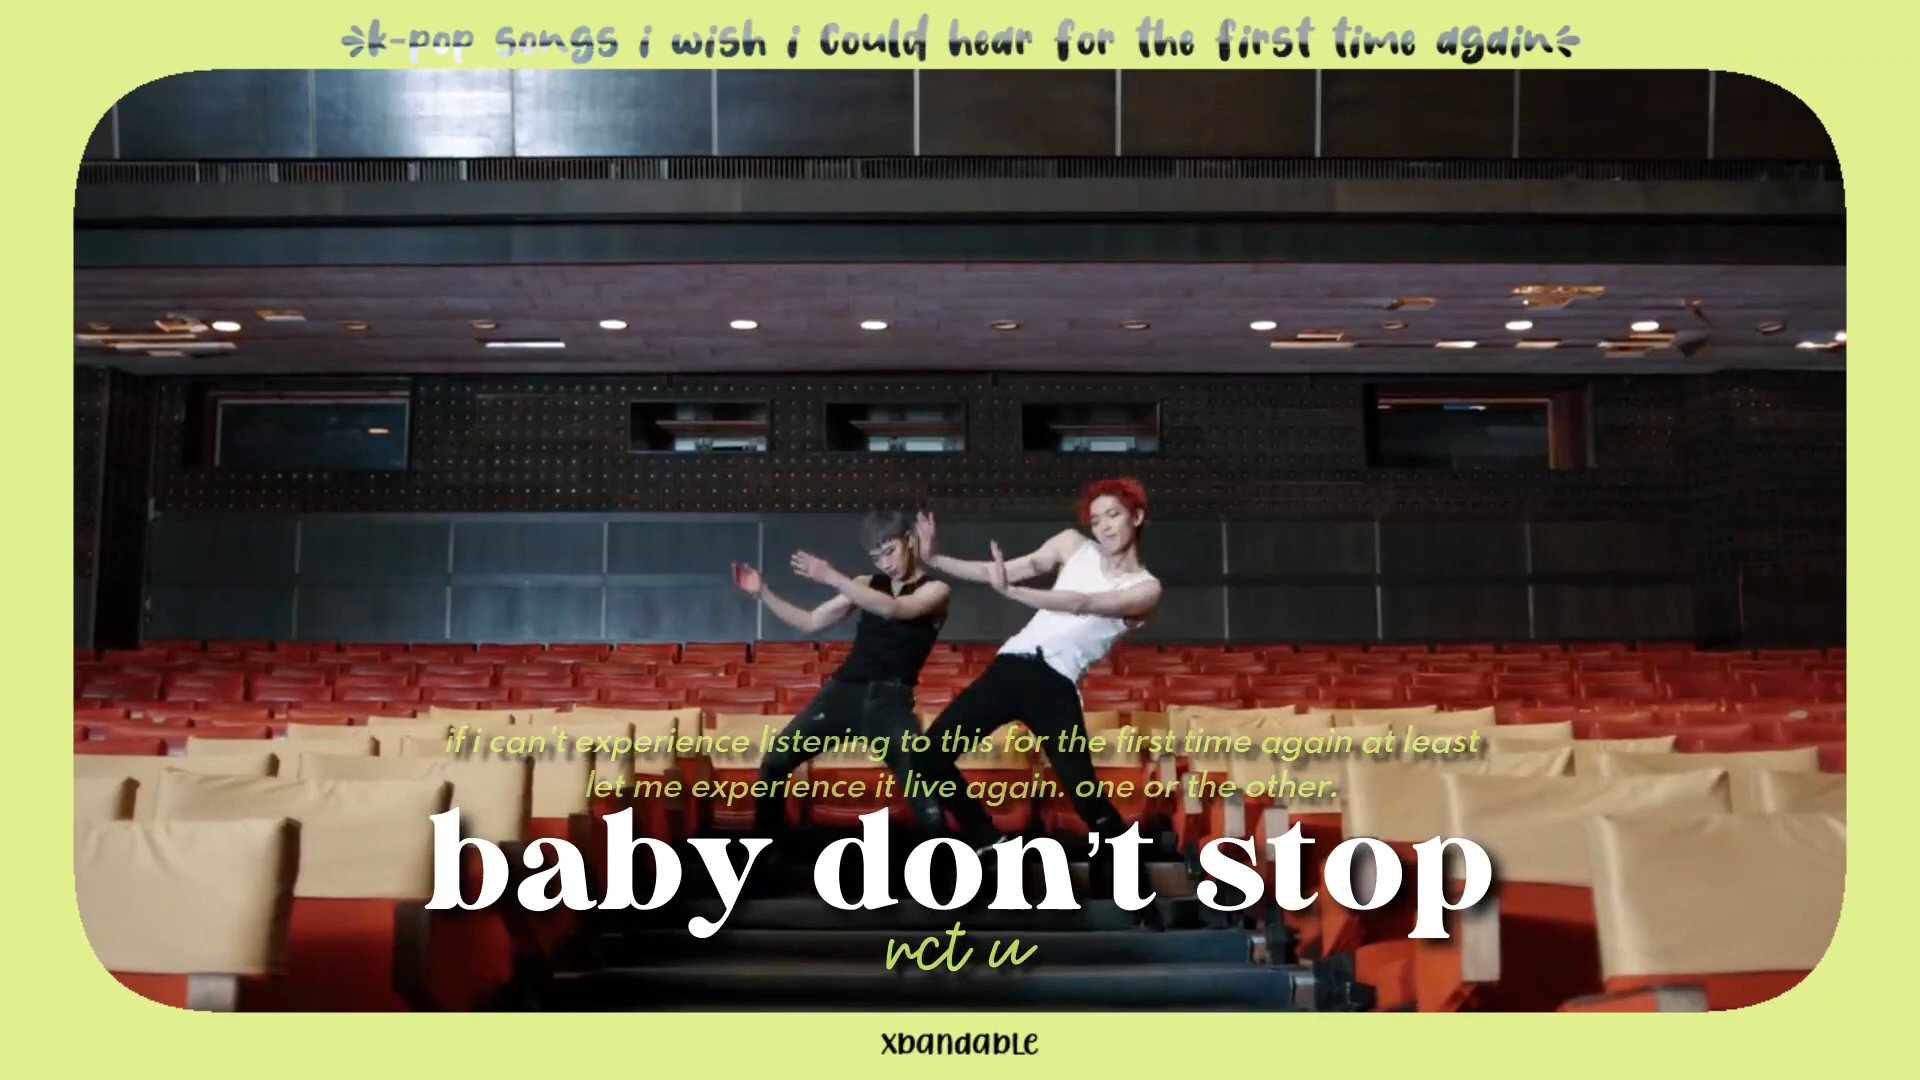 k-pop songs i wish i could hear for the first time again
if i can't experience listening to this for the first time again at least
let me experience it live again. one or the other.
baby don't stop
nct u
xbandable